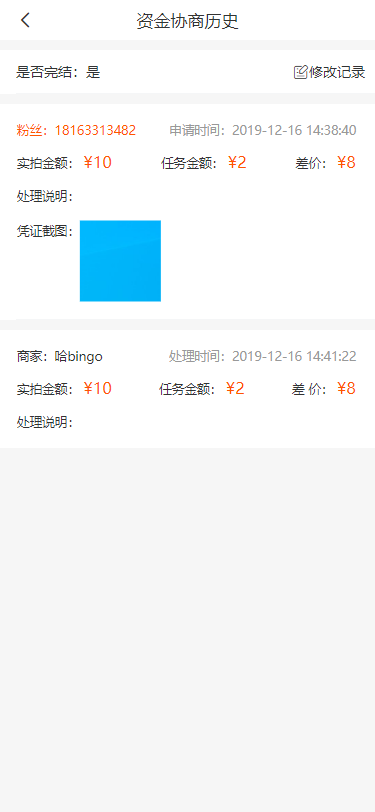 资金协商历史
是否完结：是 修改记录
粉丝：18163313482 申请时间：2019-12-16 14:38:40
实拍金额：¥10 任务金额：¥2 差价：¥8
处理说明：
凭证截图：
商家：哈bingo 处理时间：2019-12-16 14:41:22
实拍金额：¥10 任务金额：¥2 差 价：¥8
处理说明：